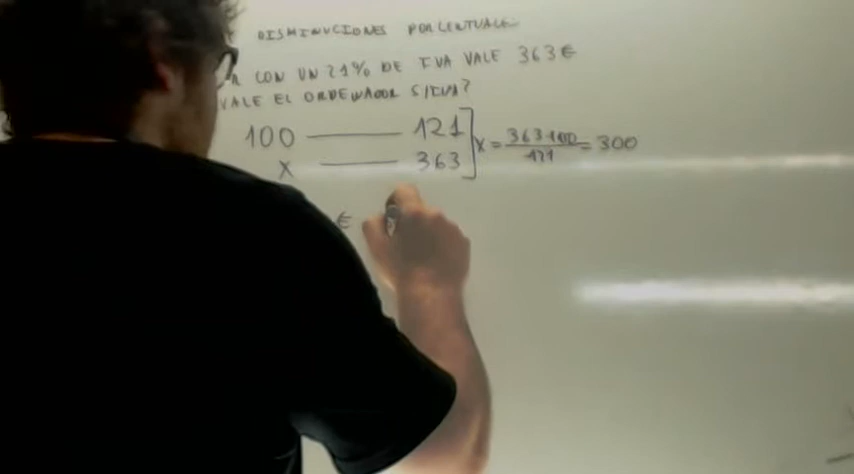 DISMINUCIONES PORCENTUALES
CON UN 21% DE IVA VALE 363€
VALE EL ORDENADOR S/IVA?
100 — 121
x — 363
x = 363·100 / 121 = 300
€